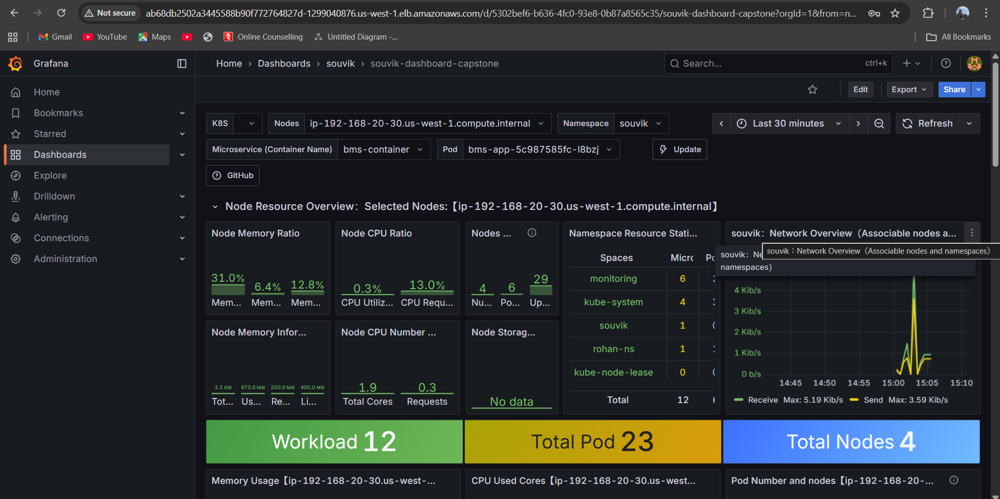 Not secure ab68db2502a3445588b90f772764827d-1299040876.us-west-1.elb.amazonaws.com/d/5302bef6-b636-4fc0-93e8-0b87a8565c35/souvik-dashboard-capstone?orgId=1&from=n...
Gmail YouTube Maps Online Counselling Untitled Diagram -... All Bookmarks
Grafana
Home › Dashboards › souvik › souvik-dashboard-capstone
Search... ctrl+k
Edit Export Share
Home
Bookmarks
Starred
Dashboards
Explore
Drilldown
Alerting
Connections
Administration
K8S Nodes ip-192-168-20-30.us-west-1.compute.internal Namespace souvik
Last 30 minutes Refresh
Microservice (Container Name) bms-container Pod bms-app-5c987585fc-l8bzj Update
GitHub
Node Resource Overview：Selected Nodes:【ip-192-168-20-30.us-west-1.compute.internal】
Node Memory Ratio
31.0% 6.4% 12.8%
Mem... Mem... Mem...
Node CPU Ratio
0.3% 13.0%
CPU Utiliz... CPU Requ...
Nodes ...
4 6 29
Nu... Po... Up...
Node Memory Infor...
3.1 GiB 973.0 MiB 200.0 MiB 400.0 MiB
Tot... Us... Re... Li...
Node CPU Number ...
1.9 0.3
Total Cores Requests
Node Storag...
No data
Namespace Resource Stati...
Spaces Micro
monitoring 6
kube-system 4
souvik 1
rohan-ns 1
kube-node-lease 0
Total 12
souvik：Network Overview（Associable nodes a...
souvik：Ne
namespaces)
souvik：Network Overview（Associable nodes and namespaces）
4 Kib/s
3 Kib/s
2 Kib/s
1 Kib/s
0 b/s
14:45 14:50 14:55 15:00 15:05 15:10
Receive Max: 5.19 Kib/s Send Max: 3.59 Kib/s
Workload 12
Total Pod 23
Total Nodes 4
Memory Usage【ip-192-168-20-30.us-west-...
CPU Used Cores【ip-192-168-20-30.us-west...
Pod Number and nodes【ip-192-168-20-...